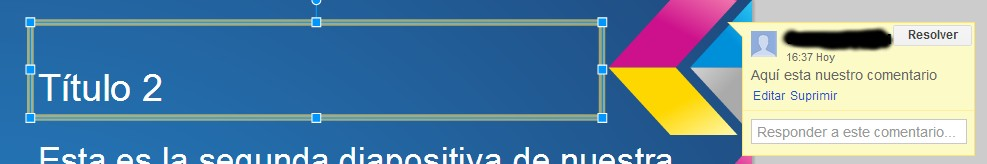 Título 2
Esta es la segunda diapositiva de nuestra
Resolver
16:37 Hoy
Aquí esta nuestro comentario
Editar Suprimir
Responder a este comentario...